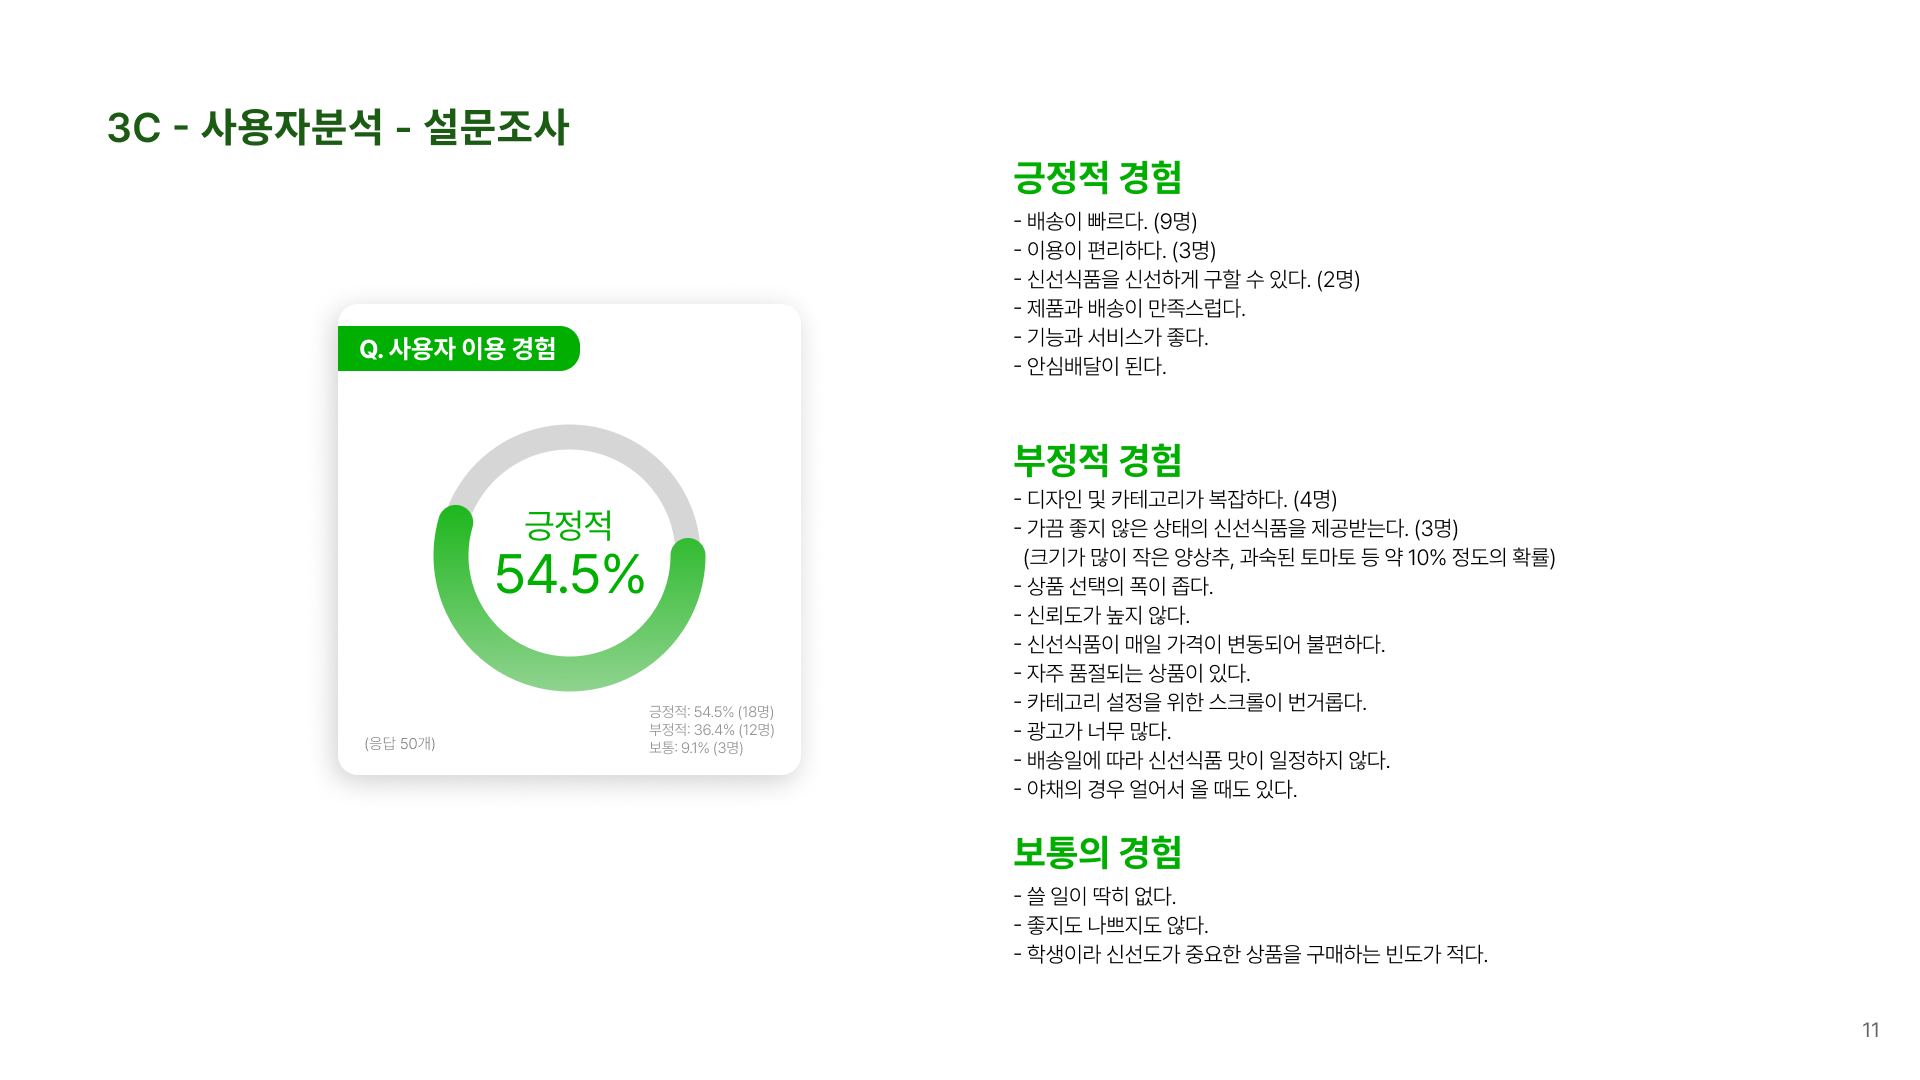 3C - 사용자분석 - 설문조사
Q. 사용자 이용 경험
긍정적
54.5%
(응답 50개)
긍정적: 54.5% (18명)
부정적: 36.4% (12명)
보통: 9.1% (3명)
긍정적 경험
- 배송이 빠르다. (9명)
- 이용이 편리하다. (3명)
- 신선식품을 신선하게 구할 수 있다. (2명)
- 제품과 배송이 만족스럽다.
- 기능과 서비스가 좋다.
- 안심배달이 된다.
부정적 경험
- 디자인 및 카테고리가 복잡하다. (4명)
- 가끔 좋지 않은 상태의 신선식품을 제공받는다. (3명)
(크기가 많이 작은 양상추, 과숙된 토마토 등 약 10% 정도의 확률)
- 상품 선택의 폭이 좁다.
- 신뢰도가 높지 않다.
- 신선식품이 매일 가격이 변동되어 불편하다.
- 자주 품절되는 상품이 있다.
- 카테고리 설정을 위한 스크롤이 번거롭다.
- 광고가 너무 많다.
- 배송일에 따라 신선식품 맛이 일정하지 않다.
- 야채의 경우 얼어서 올 때도 있다.
보통의 경험
- 쓸 일이 딱히 없다.
- 좋지도 나쁘지도 않다.
- 학생이라 신선도가 중요한 상품을 구매하는 빈도가 적다.
11